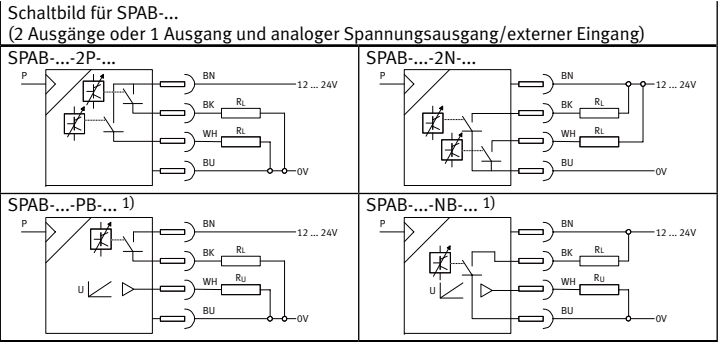 Schaltbild für SPAB-...
(2 Ausgänge oder 1 Ausgang und analoger Spannungsausgang/externer Eingang)
SPAB-...-2P-...
P
BN
12 ... 24V
BK
RL
WH
RL
BU
0V
SPAB-...-2N-...
P
BN
12 ... 24V
BK
RL
WH
RL
BU
0V
SPAB-...-PB-... 1)
P
BN
12 ... 24V
BK
RL
U
WH
RU
BU
0V
SPAB-...-NB-... 1)
P
BN
12 ... 24V
BK
RL
U
WH
RU
BU
0V